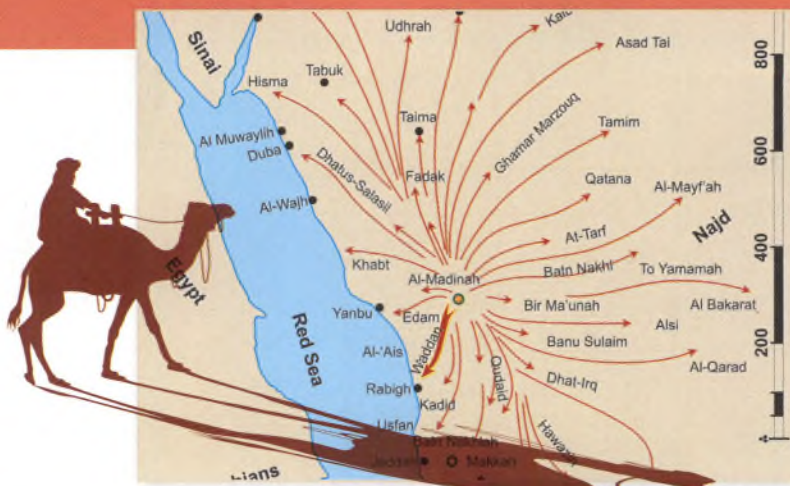 Sinai
Udhrah
Asad Tai
Tabuk
Hisma
Taima
Ghamar Marzouq
Tamim
Al Muwaylih
Duba
Dhatus-Salasil
Fadak
Qatana
Al-Mayf'ah
Al-Wajh
At-Tarf
Najd
Khabt
Al-Madinah
Batn Nakhl
To Yamamah
Egypt
Yanbu
Edam
Bir Ma'unah
Al Bakarat
Red Sea
Al-'Ais
Waddan
Alsi
Banu Sulaim
Al-Qarad
Rabigh
Qudaid
Dhat-Irq
Kadid
Usfan
Batn Nakhlah
Jeddah
Makkah
800
600
400
200